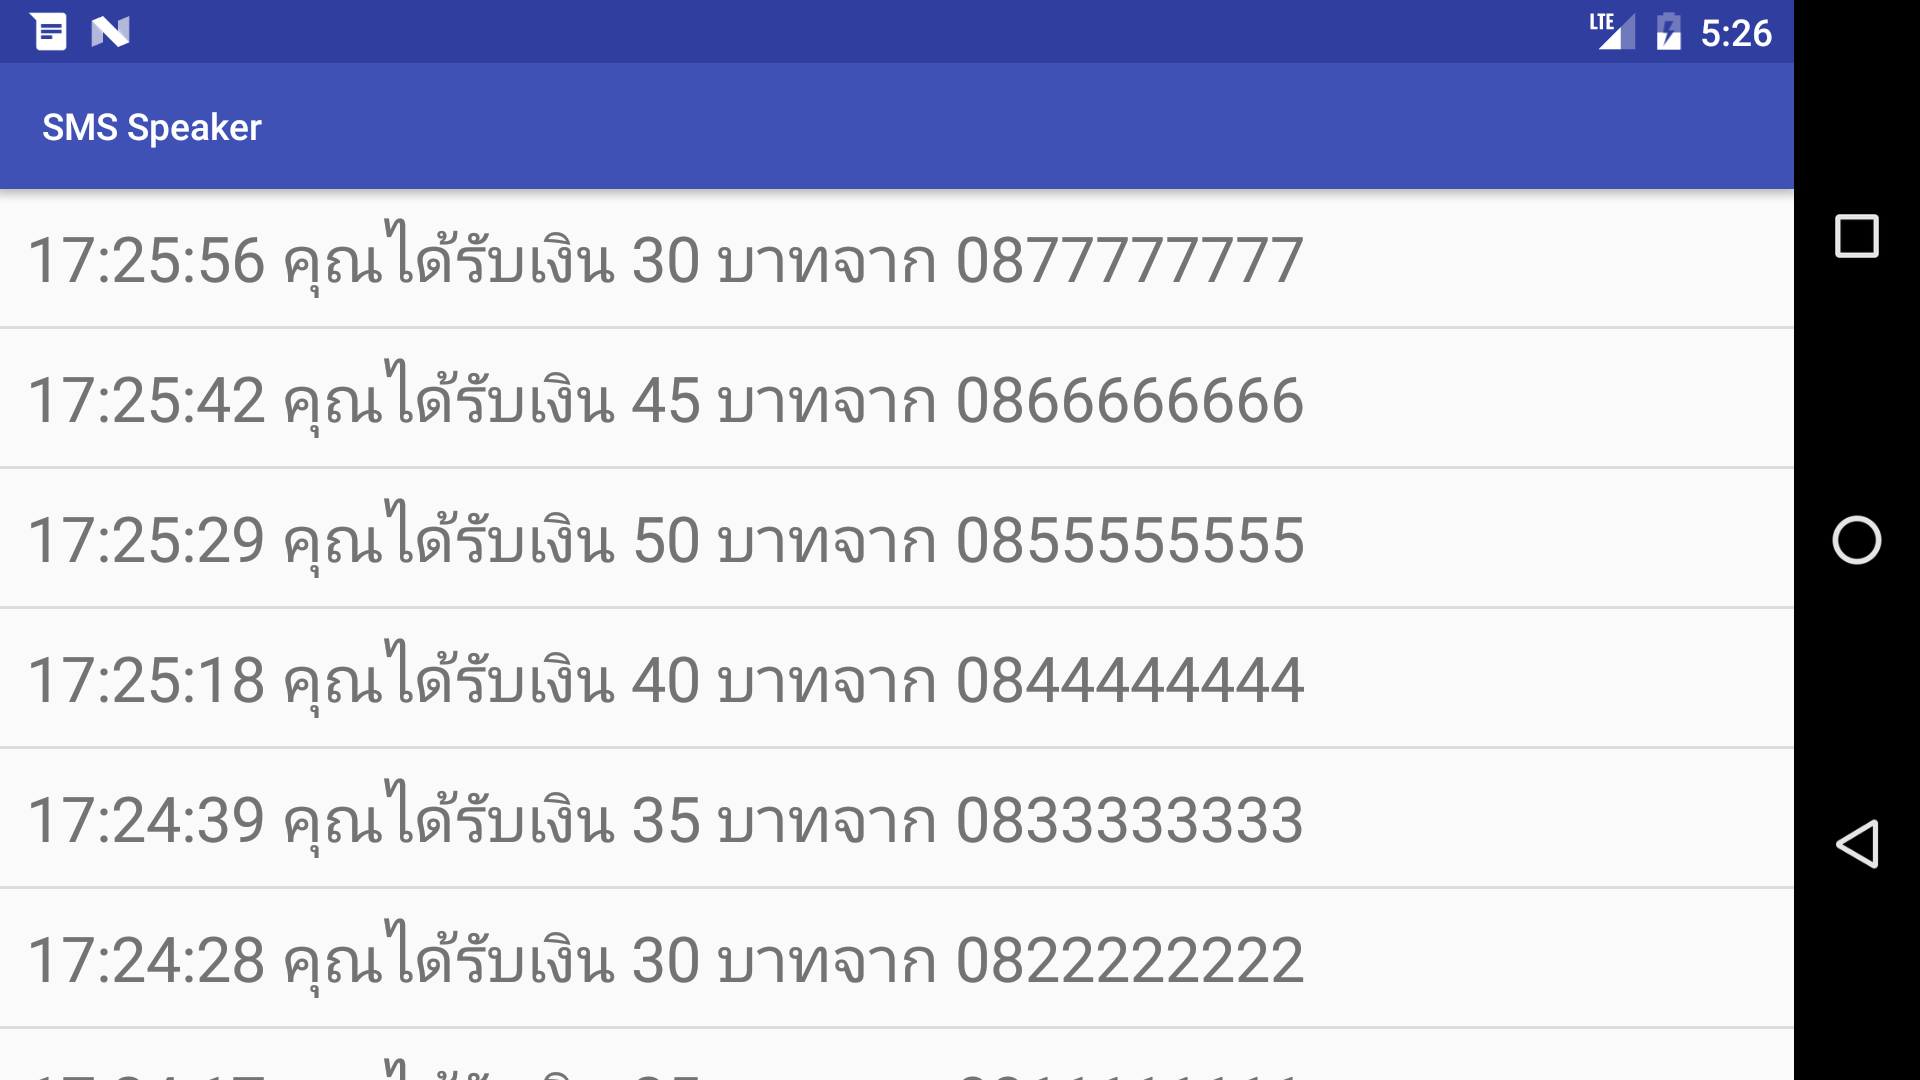 LTE 5:26
SMS Speaker
17:25:56 คุณได้รับเงิน 30 บาทจาก 0877777777
17:25:42 คุณได้รับเงิน 45 บาทจาก 0866666666
17:25:29 คุณได้รับเงิน 50 บาทจาก 0855555555
17:25:18 คุณได้รับเงิน 40 บาทจาก 0844444444
17:24:39 คุณได้รับเงิน 35 บาทจาก 0833333333
17:24:28 คุณได้รับเงิน 30 บาทจาก 0822222222